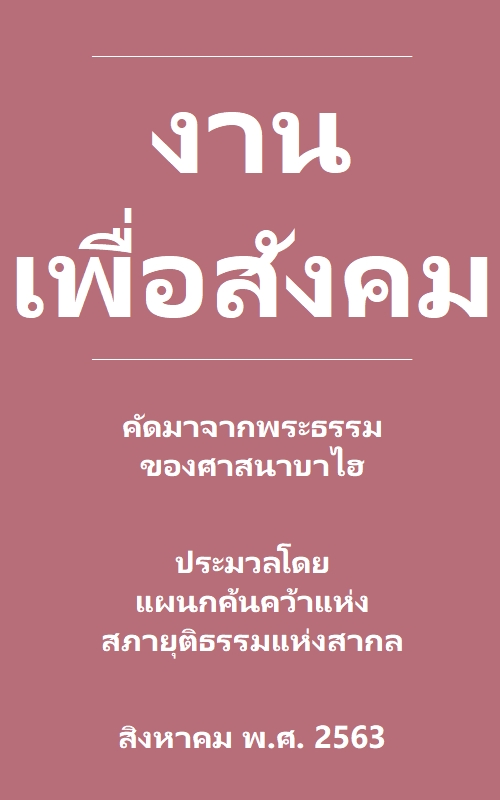 งาน
เพื่อสังคม
คัดมาจากพระธรรม
ของศาสนาบาไฮ
ประมวลโดย
แผนกค้นคว้าแห่ง
สภายุติธรรมแห่งสากล
สิงหาคม พ.ศ. 2563